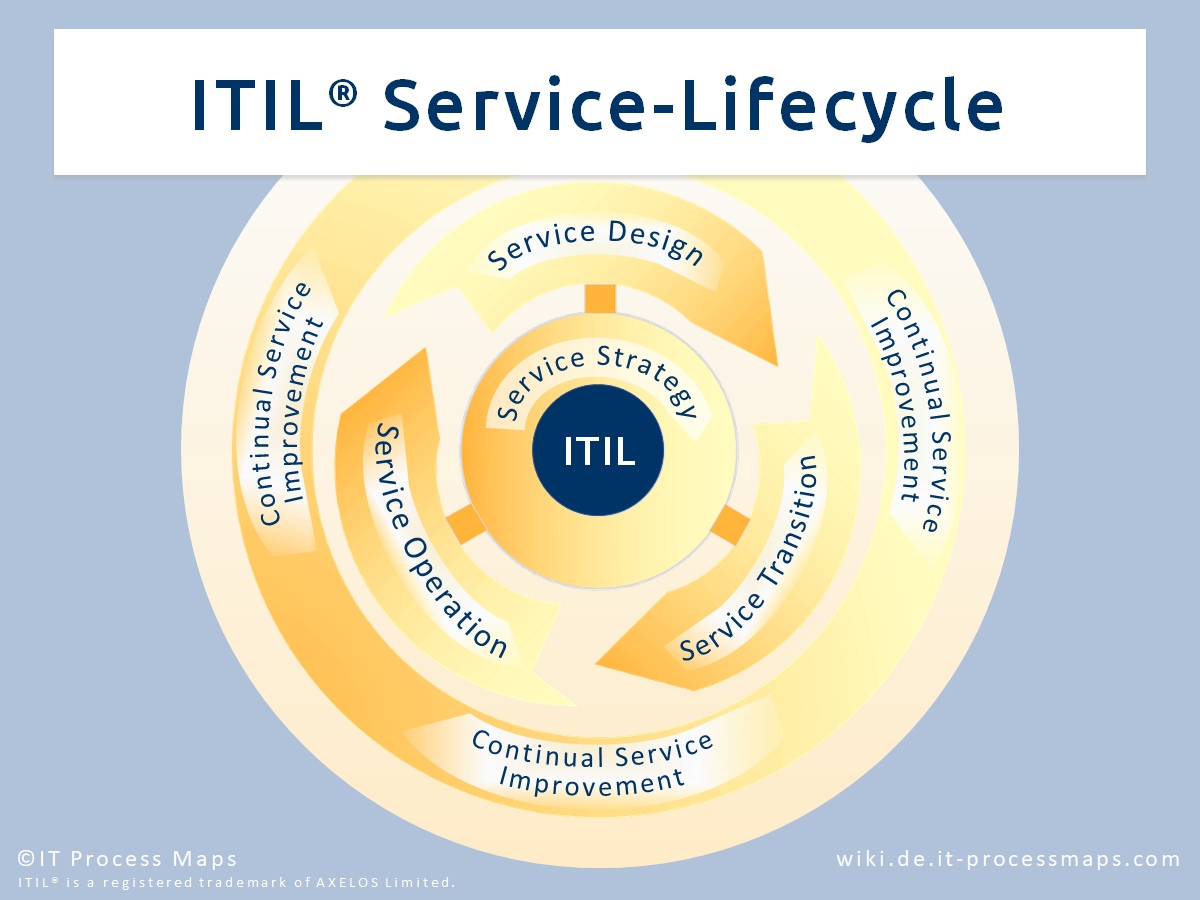 ITIL® Service-Lifecycle
Service Design
Service Strategy
ITIL
Continual Service
Improvement
Continual Service
Improvement
Service Operation
Service Transition
Continual Service
Improvement
©IT Process Maps
ITIL® is a registered trademark of AXELOS Limited.
wiki.de.it-processmaps.com